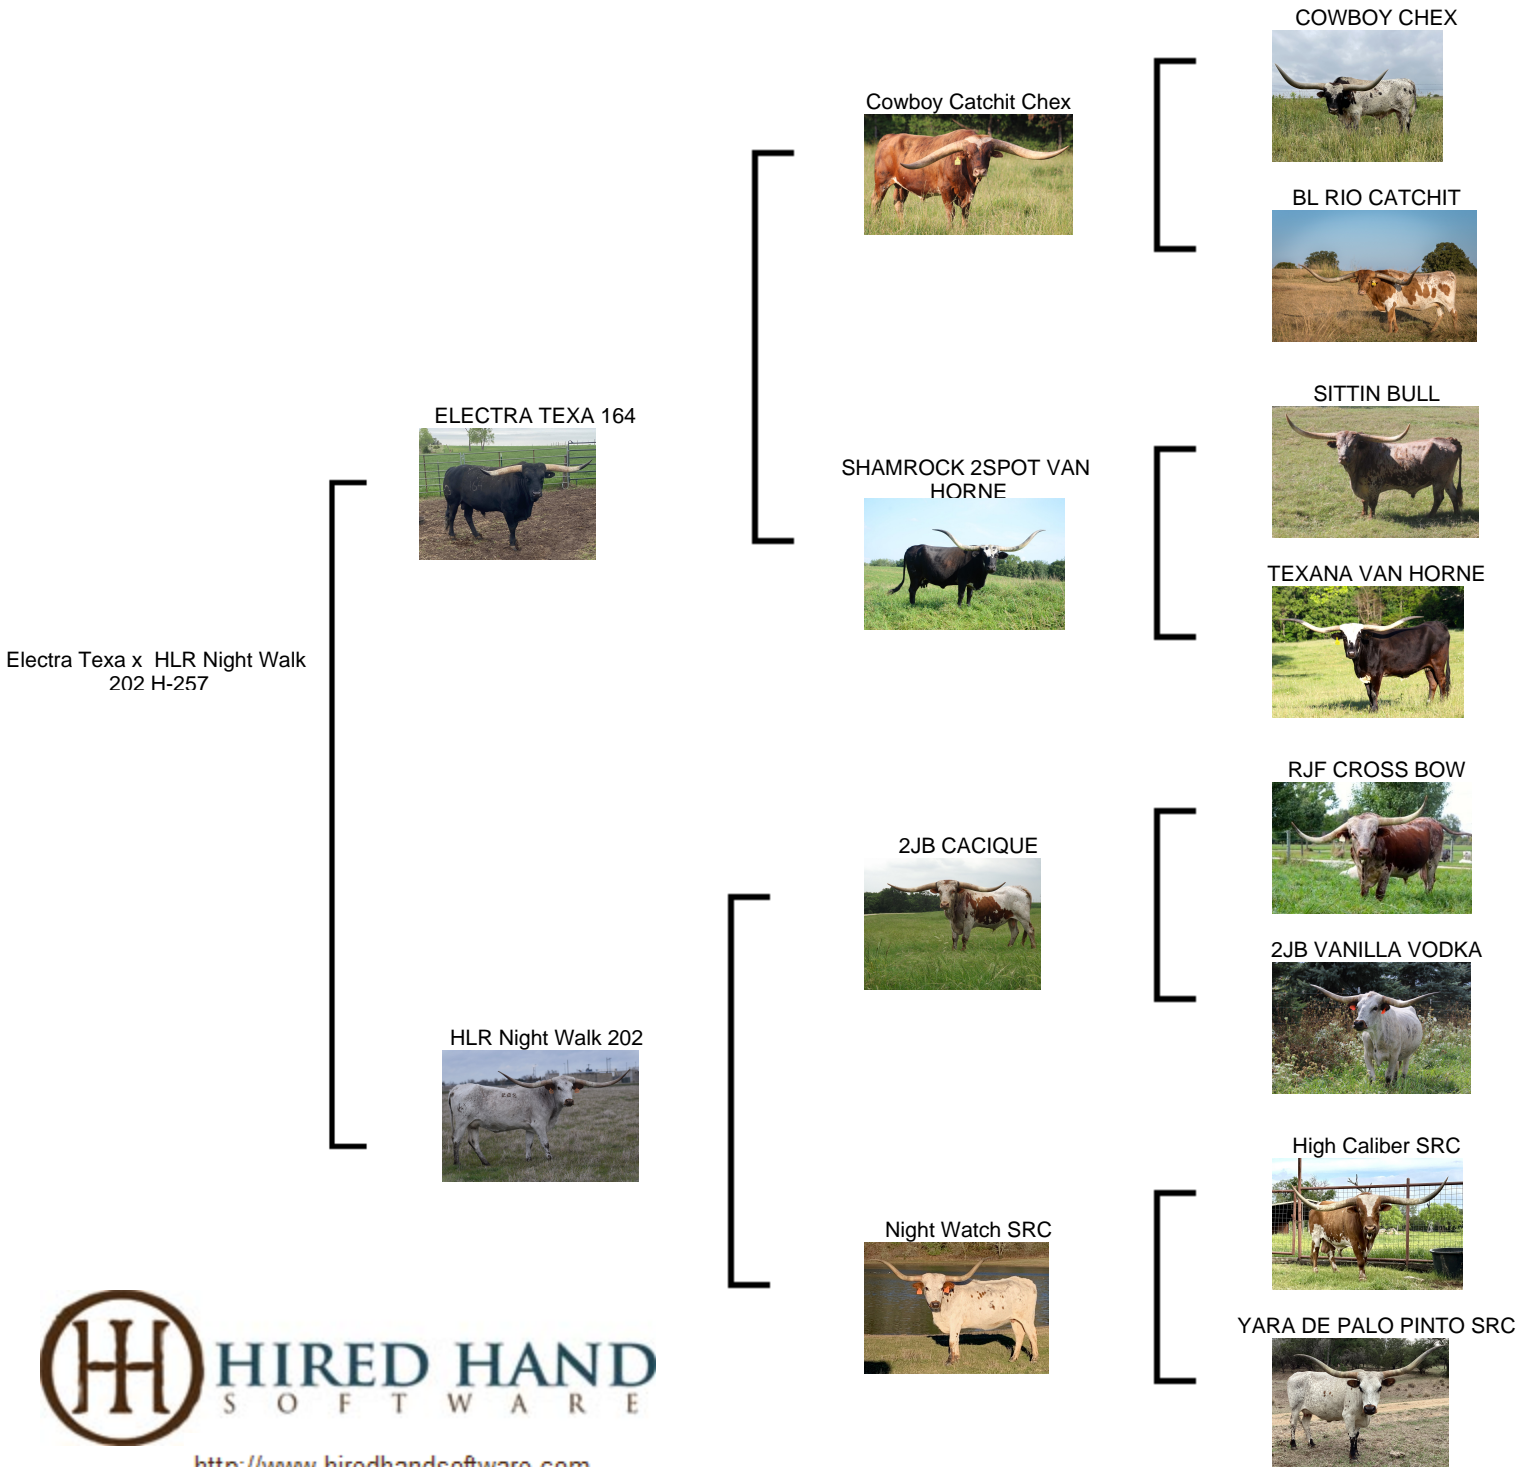 COWBOY CHEX
Cowboy Catchit Chex
BL RIO CATCHIT
SITTIN BULL
ELECTRA TEXA 164
SHAMROCK 2SPOT VAN
HORNE
TEXANA VAN HORNE
Electra Texa x  HLR Night Walk
202 H-257
RJF CROSS BOW
2JB CACIQUE
2JB VANILLA VODKA
HLR Night Walk 202
High Caliber SRC
Night Watch SRC
YARA DE PALO PINTO SRC
HIRED HAND
SOFTWARE
http://www.hiredhandsoftware.com